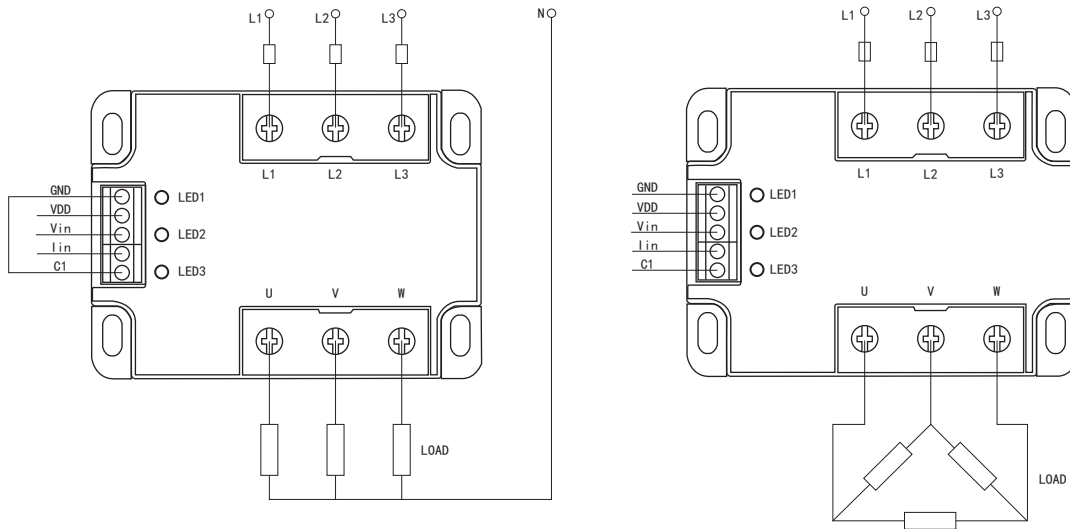 L1 L2 L3 N
L1 L2 L3
GND LED1
VDD
Vin LED2
Iin
C1 LED3
U V W
LOAD
L1 L2 L3
L1 L2 L3
GND LED1
VDD
Vin LED2
Iin
C1 LED3
U V W
LOAD